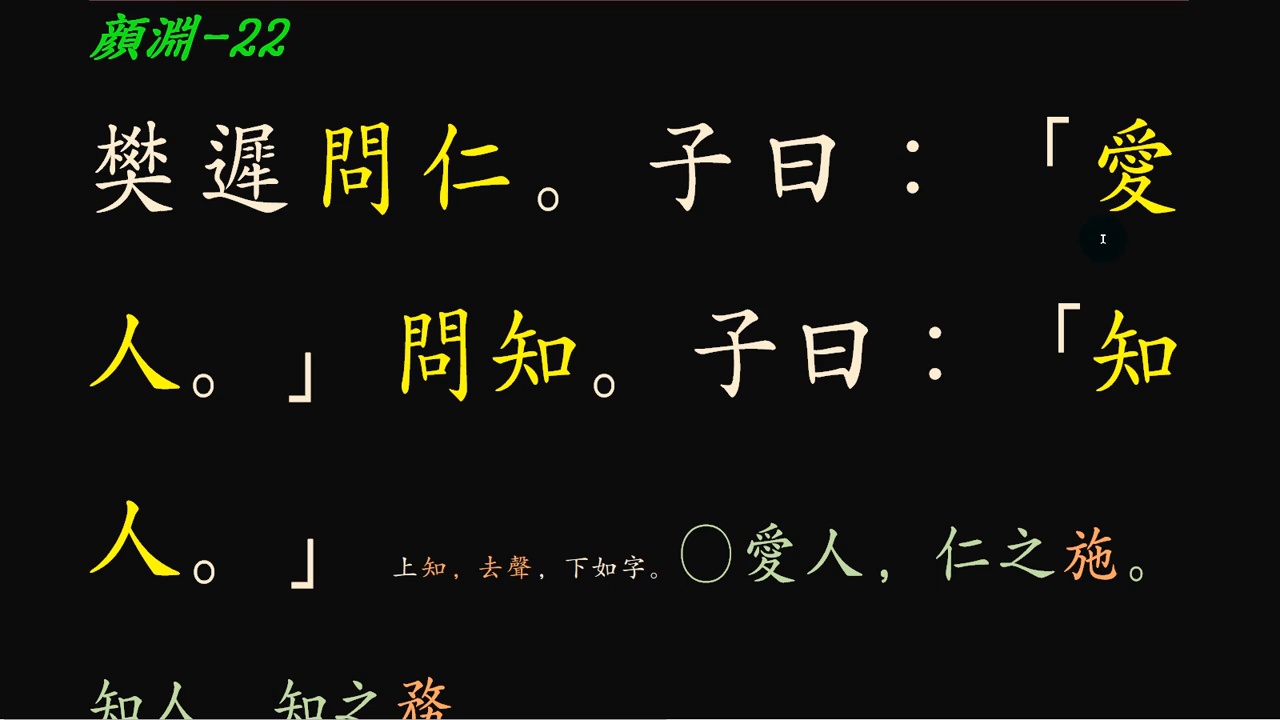 顏淵-22
樊遲問仁。子曰：「愛
人。」問知。子曰：「知
人。」上知，去聲，下如字。〇愛人，仁之施。
知人，知之務